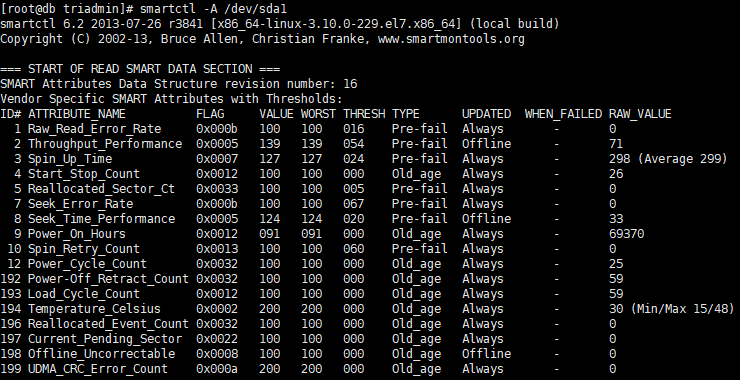 [root@db triadmin]# smartctl -A /dev/sda1
smartctl 6.2 2013-07-26 r3841 [x86_64-linux-3.10.0-229.el7.x86_64] (local build)
Copyright (C) 2002-13, Bruce Allen, Christian Franke, www.smartmontools.org

=== START OF READ SMART DATA SECTION ===
SMART Attributes Data Structure revision number: 16
Vendor Specific SMART Attributes with Thresholds:
ID# ATTRIBUTE_NAME          FLAG     VALUE WORST THRESH TYPE      UPDATED  WHEN_FAILED RAW_VALUE
  1 Raw_Read_Error_Rate     0x000b   100   100   016    Pre-fail  Always       -       0
  2 Throughput_Performance  0x0005   139   139   054    Pre-fail  Offline      -       71
  3 Spin_Up_Time            0x0007   127   127   024    Pre-fail  Always       -       298 (Average 299)
  4 Start_Stop_Count        0x0012   100   100   000    Old_age   Always       -       26
  5 Reallocated_Sector_Ct   0x0033   100   100   005    Pre-fail  Always       -       0
  7 Seek_Error_Rate         0x000b   100   100   067    Pre-fail  Always       -       0
  8 Seek_Time_Performance   0x0005   124   124   020    Pre-fail  Offline      -       33
  9 Power_On_Hours          0x0012   091   091   000    Old_age   Always       -       69370
 10 Spin_Retry_Count        0x0013   100   100   060    Pre-fail  Always       -       0
 12 Power_Cycle_Count       0x0032   100   100   000    Old_age   Always       -       25
192 Power-Off_Retract_Count 0x0032   100   100   000    Old_age   Always       -       59
193 Load_Cycle_Count        0x0012   100   100   000    Old_age   Always       -       59
194 Temperature_Celsius     0x0002   200   200   000    Old_age   Always       -       30 (Min/Max 15/48)
196 Reallocated_Event_Count 0x0032   100   100   000    Old_age   Always       -       0
197 Current_Pending_Sector  0x0022   100   100   000    Old_age   Always       -       0
198 Offline_Uncorrectable   0x0008   100   100   000    Old_age   Offline      -       0
199 UDMA_CRC_Error_Count    0x000a   200   200   000    Old_age   Always       -       0